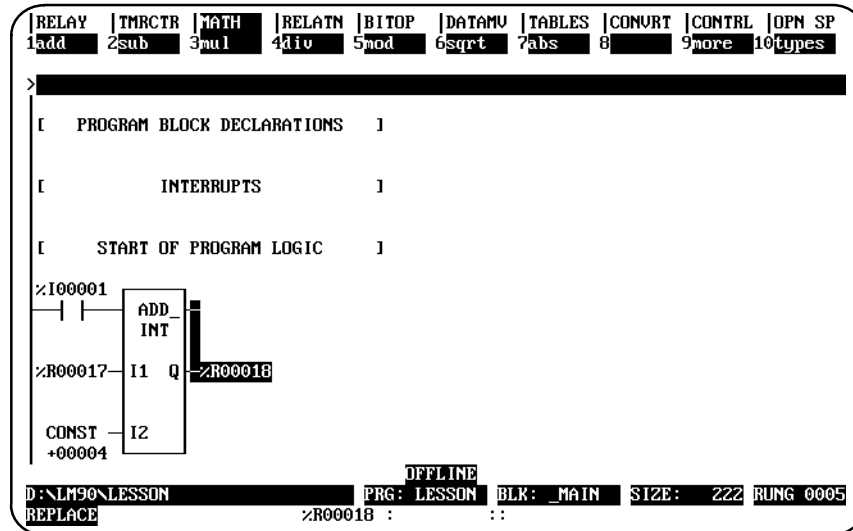 |RELAY |TMRCTR |MATH |RELATN |BITOP |DATAMV |TABLES |CONVRT |CONTRL |OPN SP
1add 2sub 3mul 4div 5mod 6sqrt 7abs 8 9more 10types
>
[ PROGRAM BLOCK DECLARATIONS ]
[ INTERRUPTS ]
[ START OF PROGRAM LOGIC ]
%I00001
ADD_
INT
%R00017 I1 Q %R00018
CONST I2
+00004
OFFLINE
D:\LM90\LESSON PRG: LESSON BLK: _MAIN SIZE: 222 RUNG 0005
REPLACE %R00018 : ::